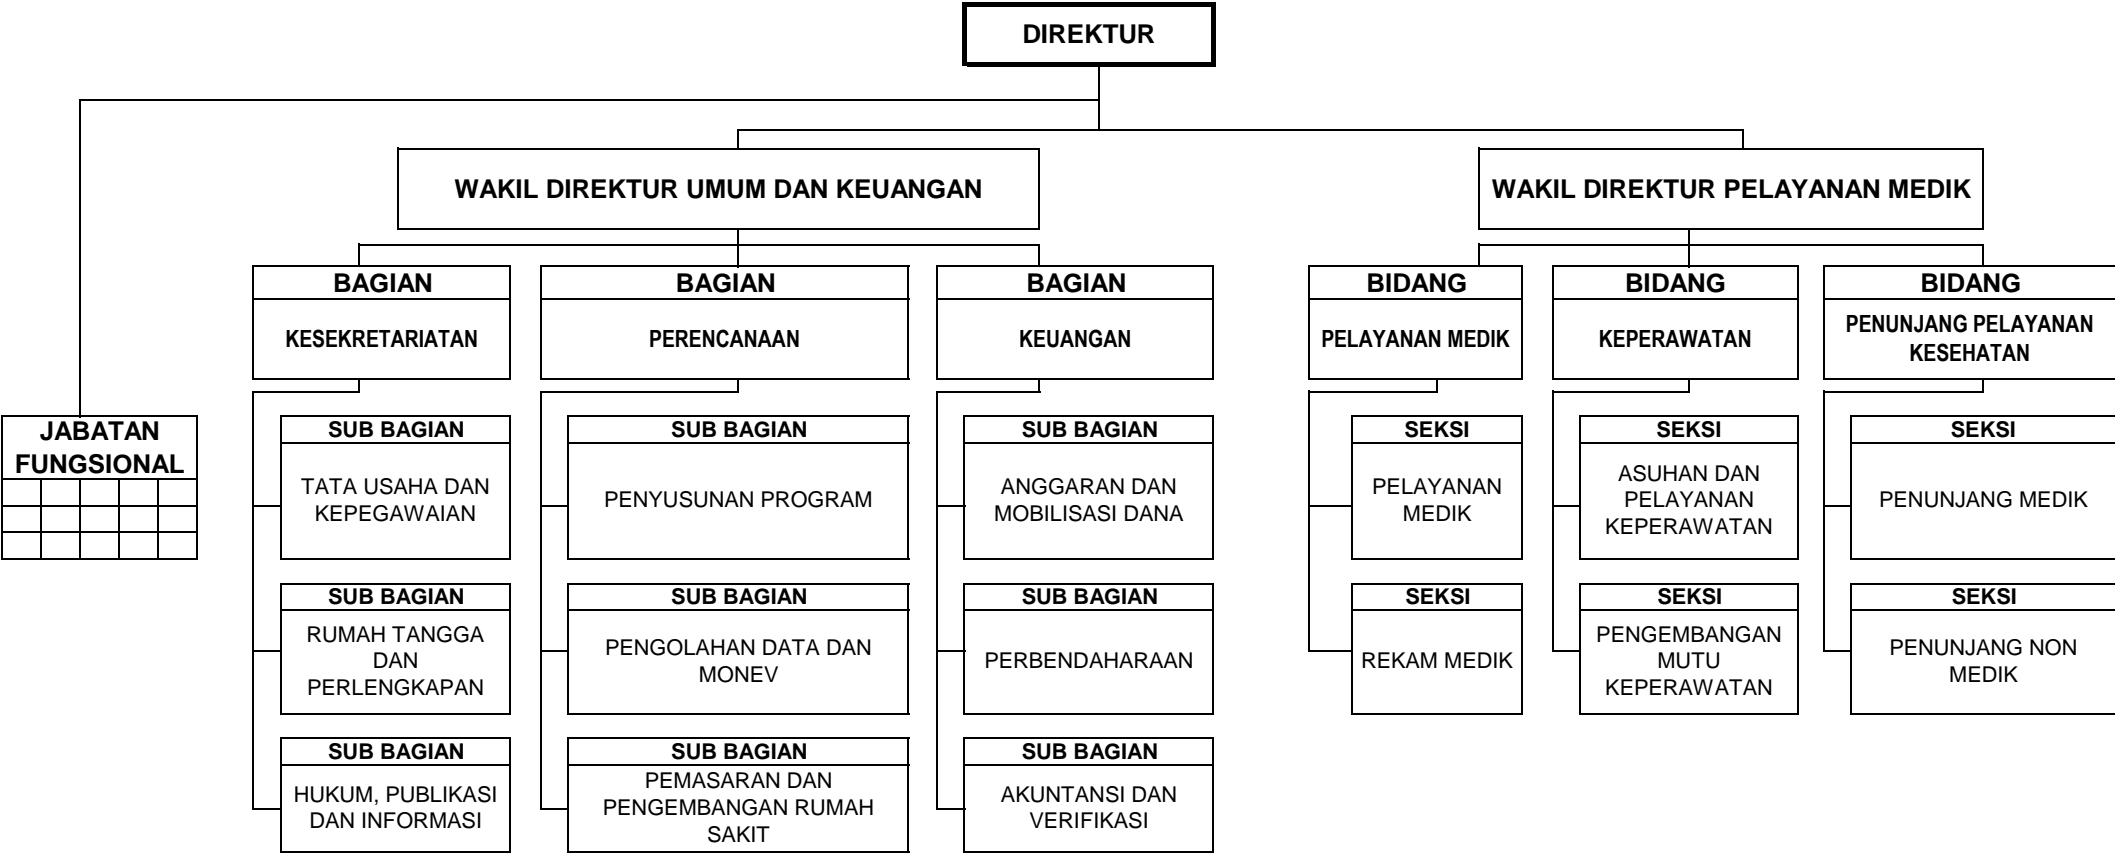 DIREKTUR
WAKIL DIREKTUR UMUM DAN KEUANGAN
WAKIL DIREKTUR PELAYANAN MEDIK
BAGIAN
KESEKRETARIATAN
BAGIAN
PERENCANAAN
BAGIAN
KEUANGAN
BIDANG
PELAYANAN MEDIK
BIDANG
KEPERAWATAN
BIDANG
PENUNJANG PELAYANAN
KESEHATAN
JABATAN
FUNGSIONAL
SUB BAGIAN
TATA USAHA DAN
KEPEGAWAIAN
SUB BAGIAN
PENYUSUNAN PROGRAM
SUB BAGIAN
ANGGARAN DAN
MOBILISASI DANA
SEKSI
PELAYANAN
MEDIK
SEKSI
ASUHAN DAN
PELAYANAN
KEPERAWATAN
SEKSI
PENUNJANG MEDIK
SUB BAGIAN
RUMAH TANGGA
DAN
PERLENGKAPAN
SUB BAGIAN
PENGOLAHAN DATA DAN
MONEV
SUB BAGIAN
PERBENDAHARAAN
SEKSI
REKAM MEDIK
SEKSI
PENGEMBANGAN
MUTU
KEPERAWATAN
SEKSI
PENUNJANG NON
MEDIK
SUB BAGIAN
HUKUM, PUBLIKASI
DAN INFORMASI
SUB BAGIAN
PEMASARAN DAN
PENGEMBANGAN RUMAH
SAKIT
SUB BAGIAN
AKUNTANSI DAN
VERIFIKASI